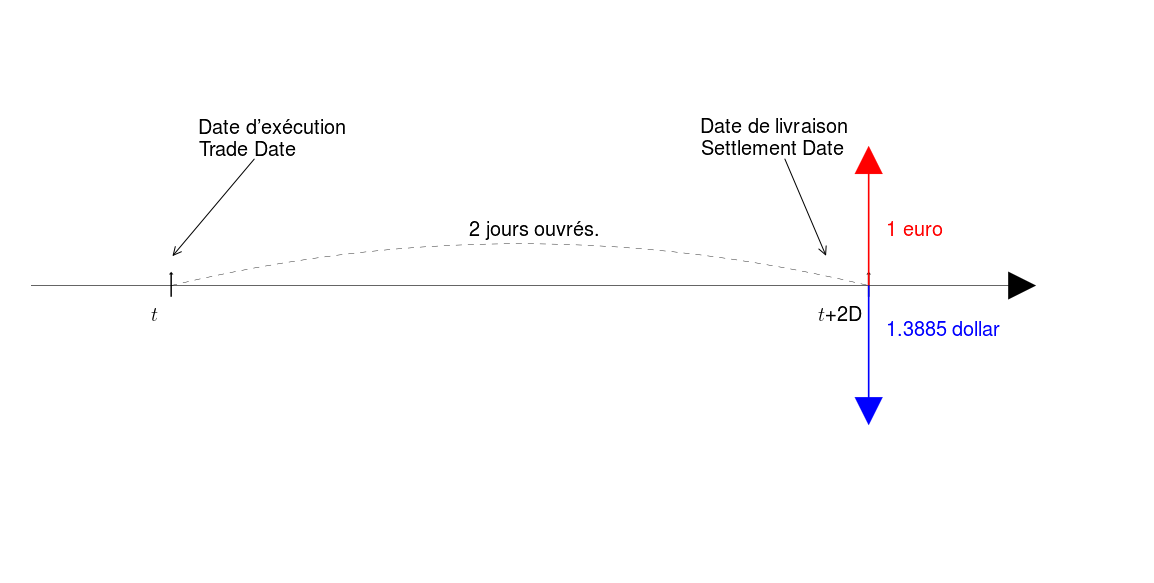 Date d'exécution
Trade Date
Date de livraison
Settlement Date
2 jours ouvrés.
1 euro
t
t+2D
1.3885 dollar